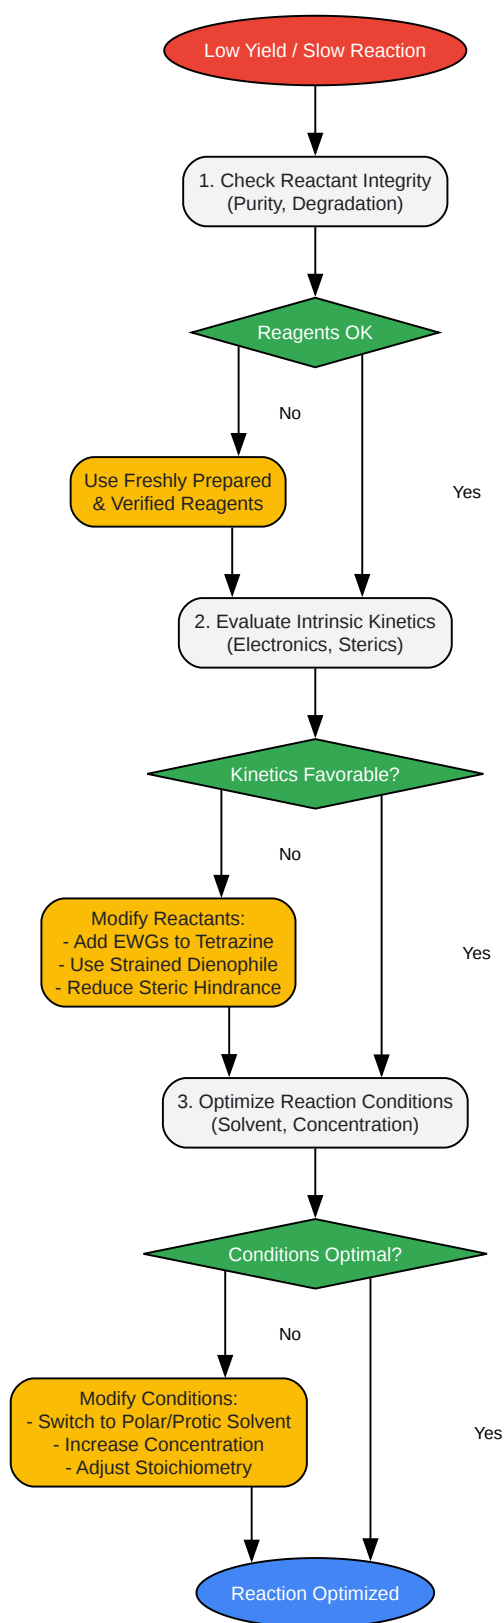 Low Yield / Slow Reaction
1. Check Reactant Integrity
(Purity, Degradation)
Reagents OK
No
Use Freshly Prepared
& Verified Reagents
Yes
2. Evaluate Intrinsic Kinetics
(Electronics, Sterics)
Kinetics Favorable?
No
Modify Reactants:
- Add EWGs to Tetrazine
- Use Strained Dienophile
- Reduce Steric Hindrance
Yes
3. Optimize Reaction Conditions
(Solvent, Concentration)
Conditions Optimal?
No
Modify Conditions:
- Switch to Polar/Protic Solvent
- Increase Concentration
- Adjust Stoichiometry
Yes
Reaction Optimized